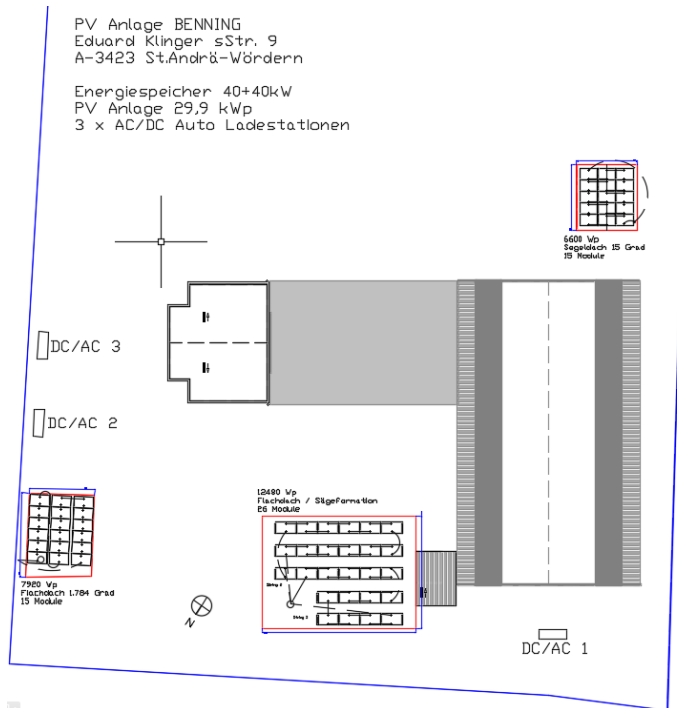 PV Anlage BENNING
Eduard Klinger sStr. 9
A-3423 St.Andrä-Wördern
Energiespeicher 40+40kW
PV Anlage 29,9 kWp
3 x AC/DC Auto Ladestationen
6600 Wp
Segeldach 15 Grad
15 Module
DC/AC 3
DC/AC 2
12480 Wp
Flachdach / Sägeformation
26 Module
7920 Wp
Flachdach 1.784 Grad
15 Module
String 2
N
DC/AC 1